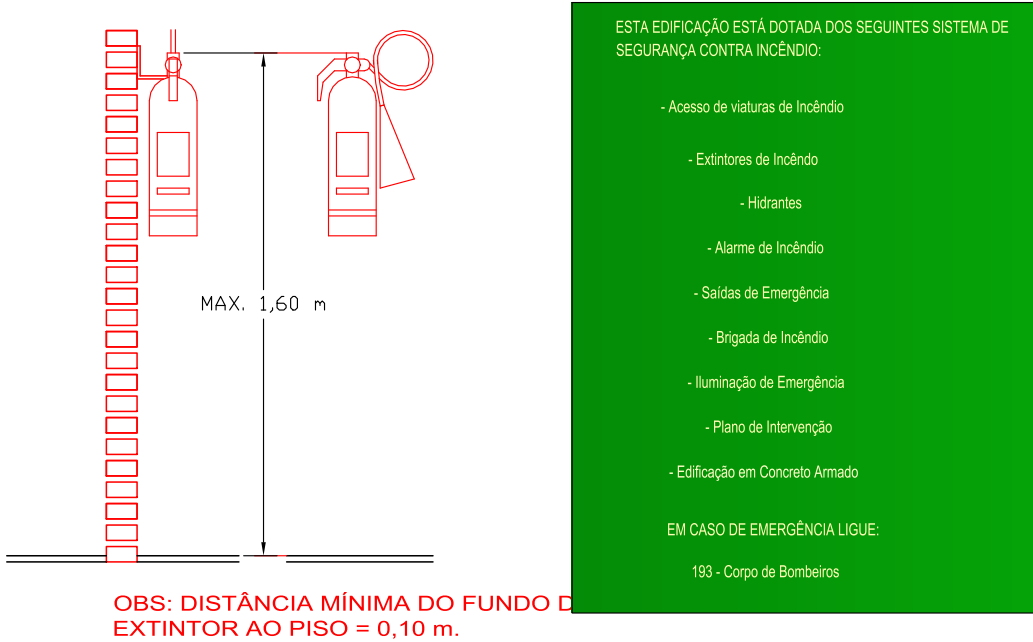 MAX. 1,60 m
OBS: DISTÂNCIA MÍNIMA DO FUNDO D
EXTINTOR AO PISO = 0,10 m.
ESTA EDIFICAÇÃO ESTÁ DOTADA DOS SEGUINTES SISTEMA DE
SEGURANÇA CONTRA INCÊNDIO:
- Acesso de viaturas de Incêndio
- Extintores de Incêndo
- Hidrantes
- Alarme de Incêndio
- Saídas de Emergência
- Brigada de Incêndio
- Iluminação de Emergência
- Plano de Intervenção
- Edificação em Concreto Armado
EM CASO DE EMERGÊNCIA LIGUE:
193 - Corpo de Bombeiros